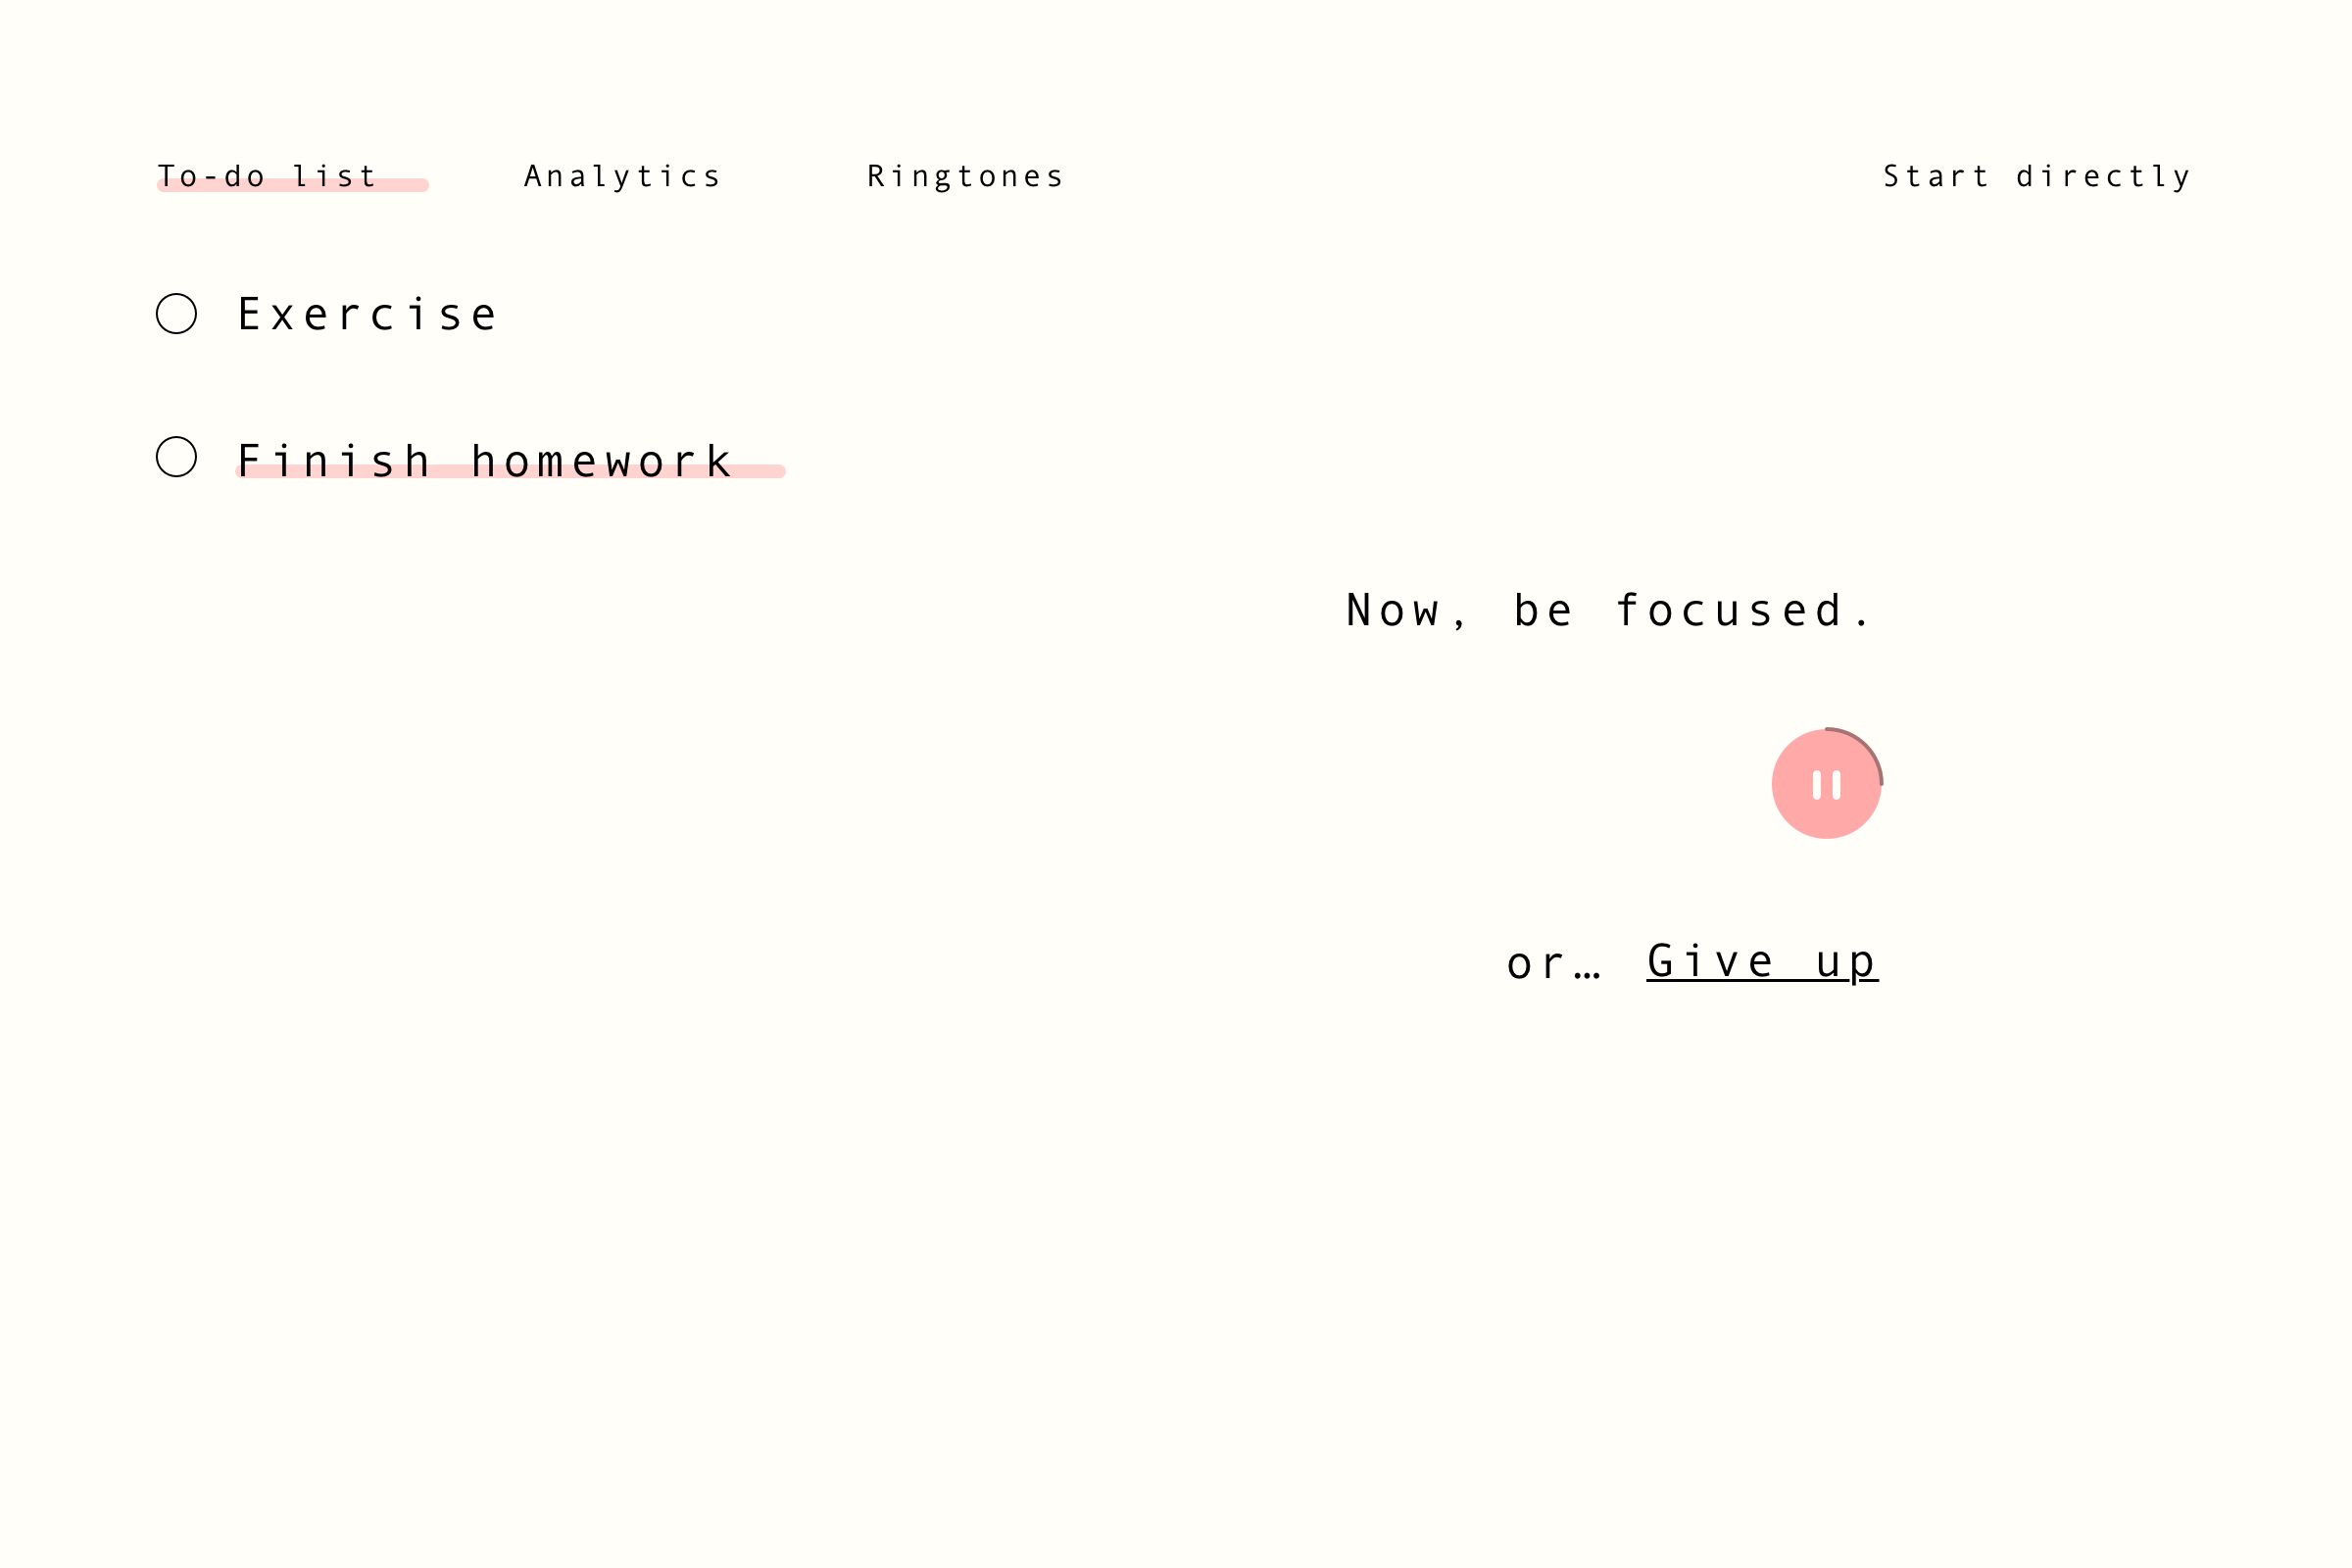 To-do list Analytics Ringtones Start directly
Exercise
Finish homework
Now, be focused.
or… Give up